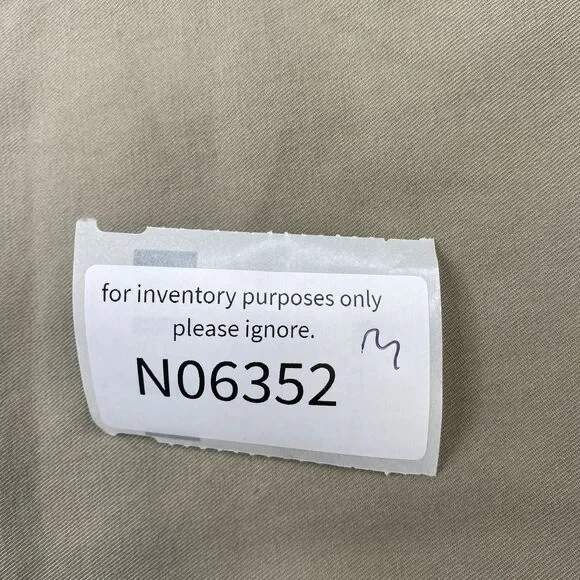 for inventory purposes only
please ignore.
N06352